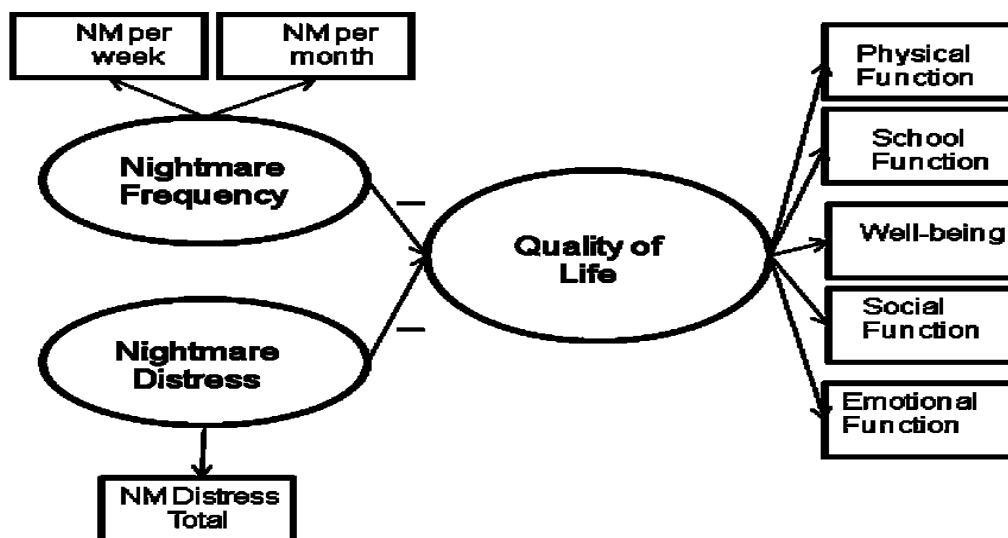 NM per
week
NM per
month
Nightmare
Frequency
Nightmare
Distress
NM Distress
Total
Quality of
Life
Physical
Function
School
Function
Well-being
Social
Function
Emotional
Function